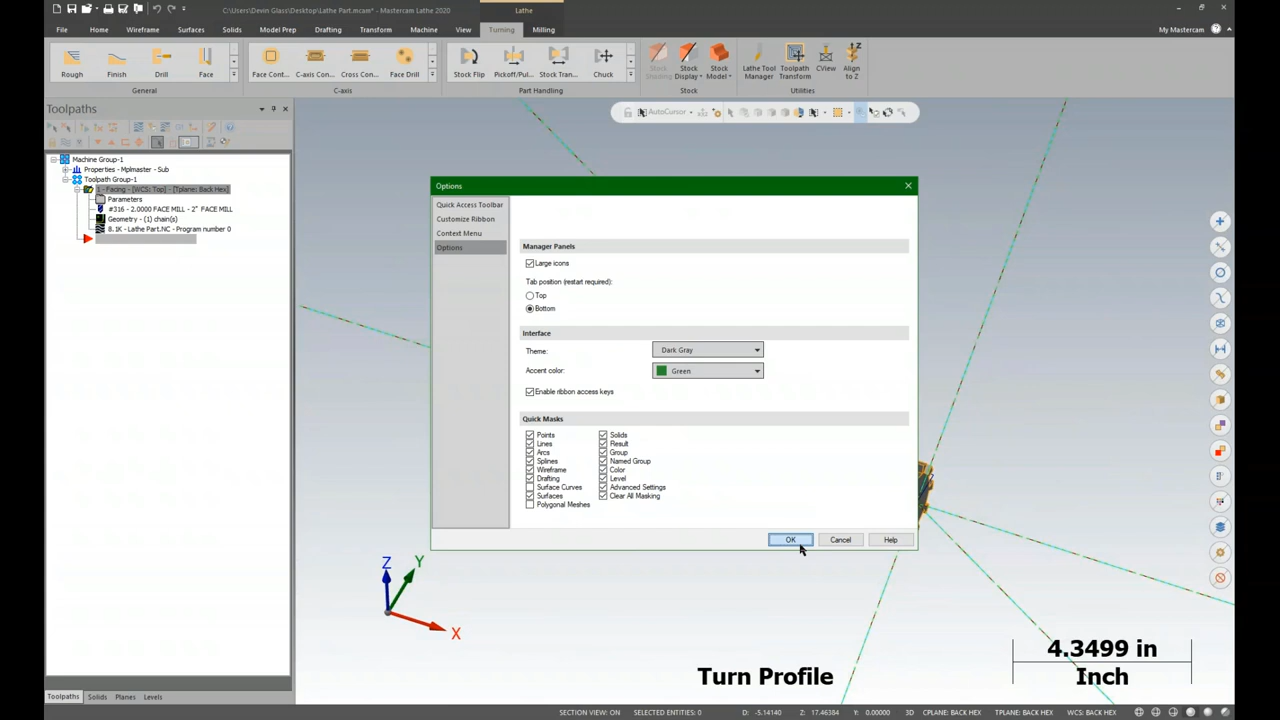 C:\Users\Devin Glass\Desktop\Lathe Part.mcam* - Mastercam Lathe 2020
Lathe
File Home Wireframe Surfaces Solids Model Prep Drafting Transform Machine View Turning Milling
My Mastercam
Rough Finish Drill Face Face Cont... C-axis Con... Cross Con... Face Drill Stock Flip Pickoff/Pul... Stock Tran... Chuck Stock Shading Stock Display Stock Model Lathe Tool Manager Toolpath Transform CView Align to Z
General C-axis Part Handling Stock Utilities
Toolpaths
AutoCursor
Machine Group-1
Properties - Mplmaster - Sub
Toolpath Group-1
1 - Facing - [WCS: Top] - [Tplane: Back Hex]
Parameters
#316 - 2.0000 FACE MILL - 2" FACE MILL
Geometry - (1) chain(s)
8.1K - Lathe Part.NC - Program number 0
Options
Quick Access Toolbar
Customize Ribbon
Context Menu
Options
Manager Panels
Large icons
Tab position (restart required):
Top
Bottom
Interface
Theme: Dark Gray
Accent color: Green
Enable ribbon access keys
Quick Masks
Points Solids
Lines Result
Arcs Group
Splines Named Group
Wireframe Color
Drafting Level
Surface Curves Advanced Settings
Surfaces Clear All Masking
Polygonal Meshes
OK Cancel Help
Z
Y
X
4.3499 in
Inch
Turn Profile
Toolpaths Solids Planes Levels
SECTION VIEW: ON SELECTED ENTITIES: 0 D: -5.14140 Z: 17.46384 Y: 0.00000 3D CPLANE: BACK HEX TPLANE: BACK HEX WCS: BACK HEX